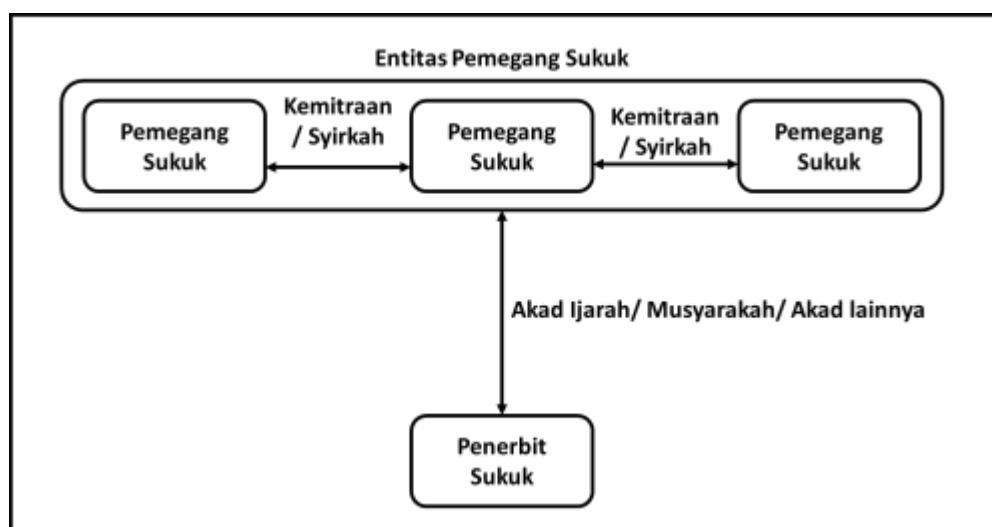 Entitas Pemegang Sukuk
Pemegang
Sukuk
Kemitraan
/ Syirkah
Pemegang
Sukuk
Kemitraan
/ Syirkah
Pemegang
Sukuk
Akad Ijarah/ Musyarakah/ Akad lainnya
Penerbit
Sukuk